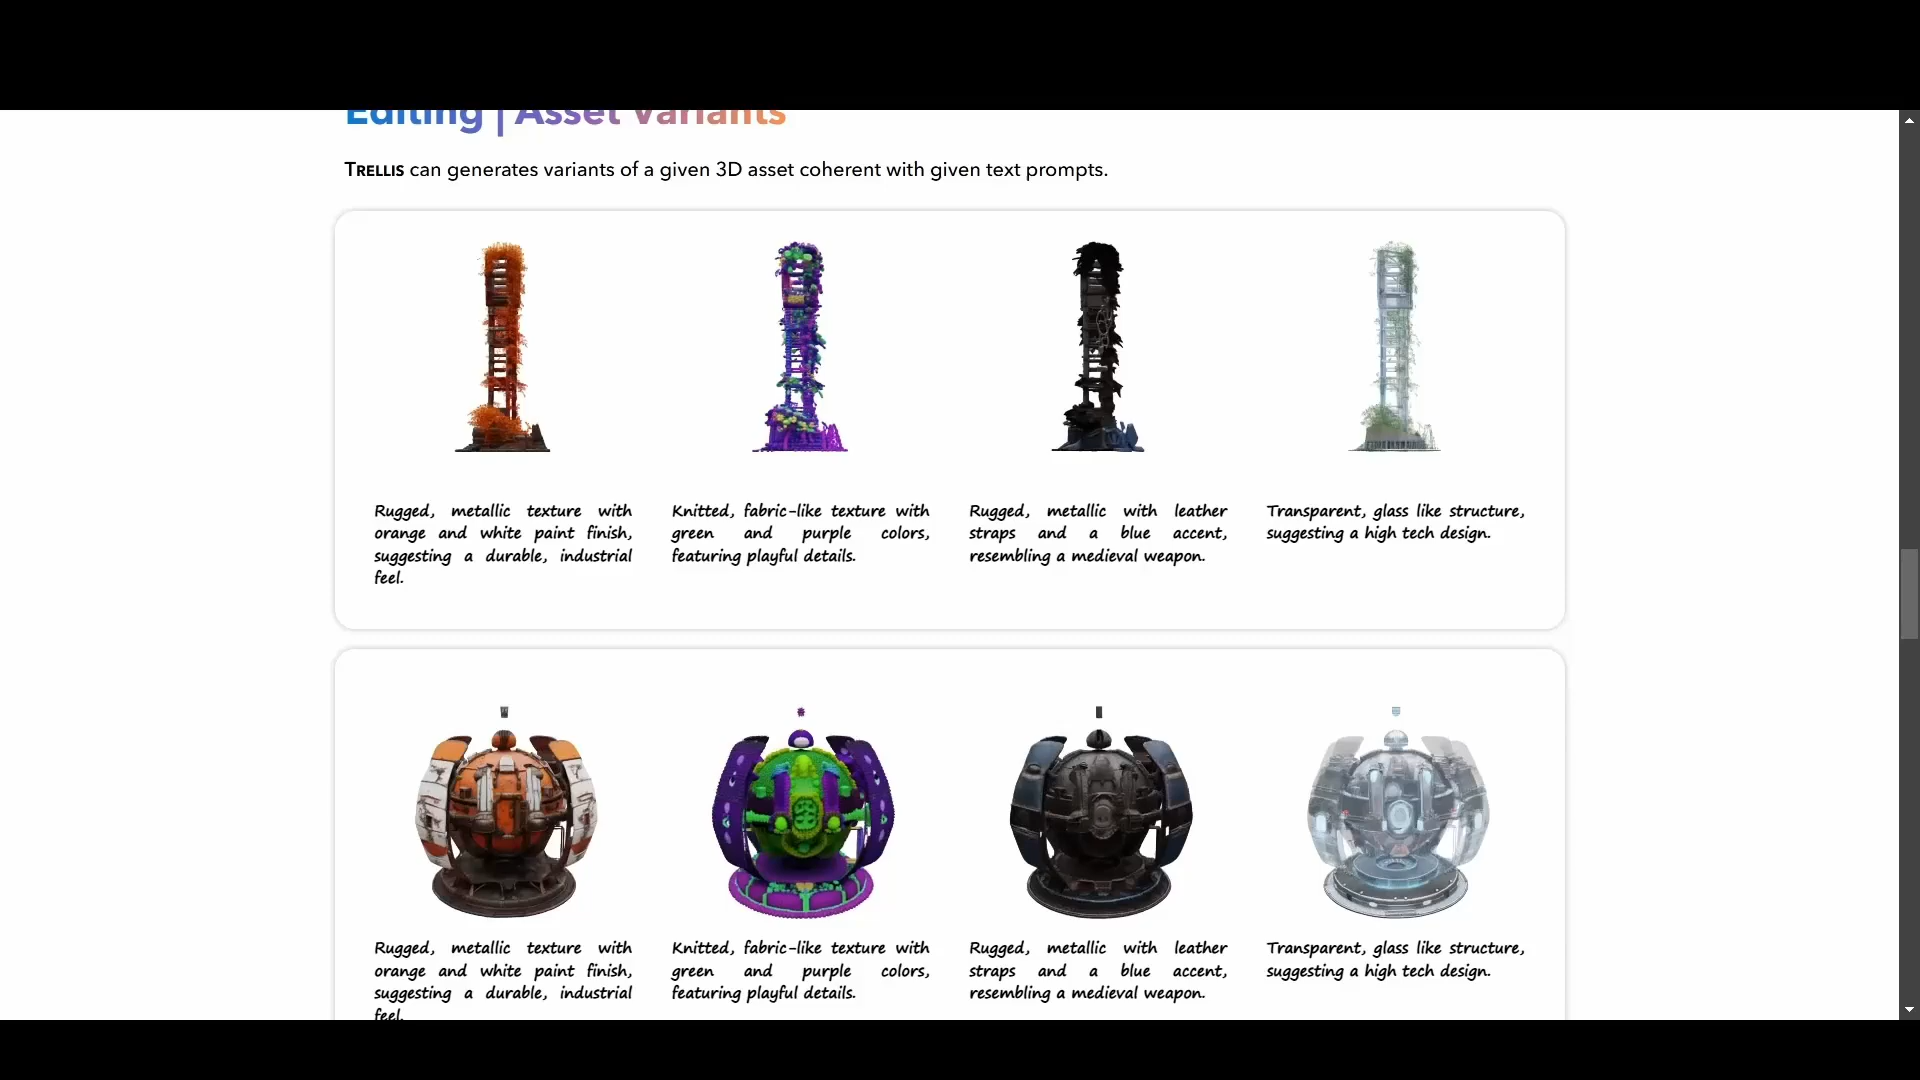 Editing | Asset Variants
TRELLIS can generates variants of a given 3D asset coherent with given text prompts.
Rugged, metallic texture with
orange and white paint finish,
suggesting a durable, industrial
feel.
Knitted, fabric-like texture with
green and purple colors,
featuring playful details.
Rugged, metallic with leather
straps and a blue accent,
resembling a medieval weapon.
Transparent, glass like structure,
suggesting a high tech design.
Rugged, metallic texture with
orange and white paint finish,
suggesting a durable, industrial
feel.
Knitted, fabric-like texture with
green and purple colors,
featuring playful details.
Rugged, metallic with leather
straps and a blue accent,
resembling a medieval weapon.
Transparent, glass like structure,
suggesting a high tech design.